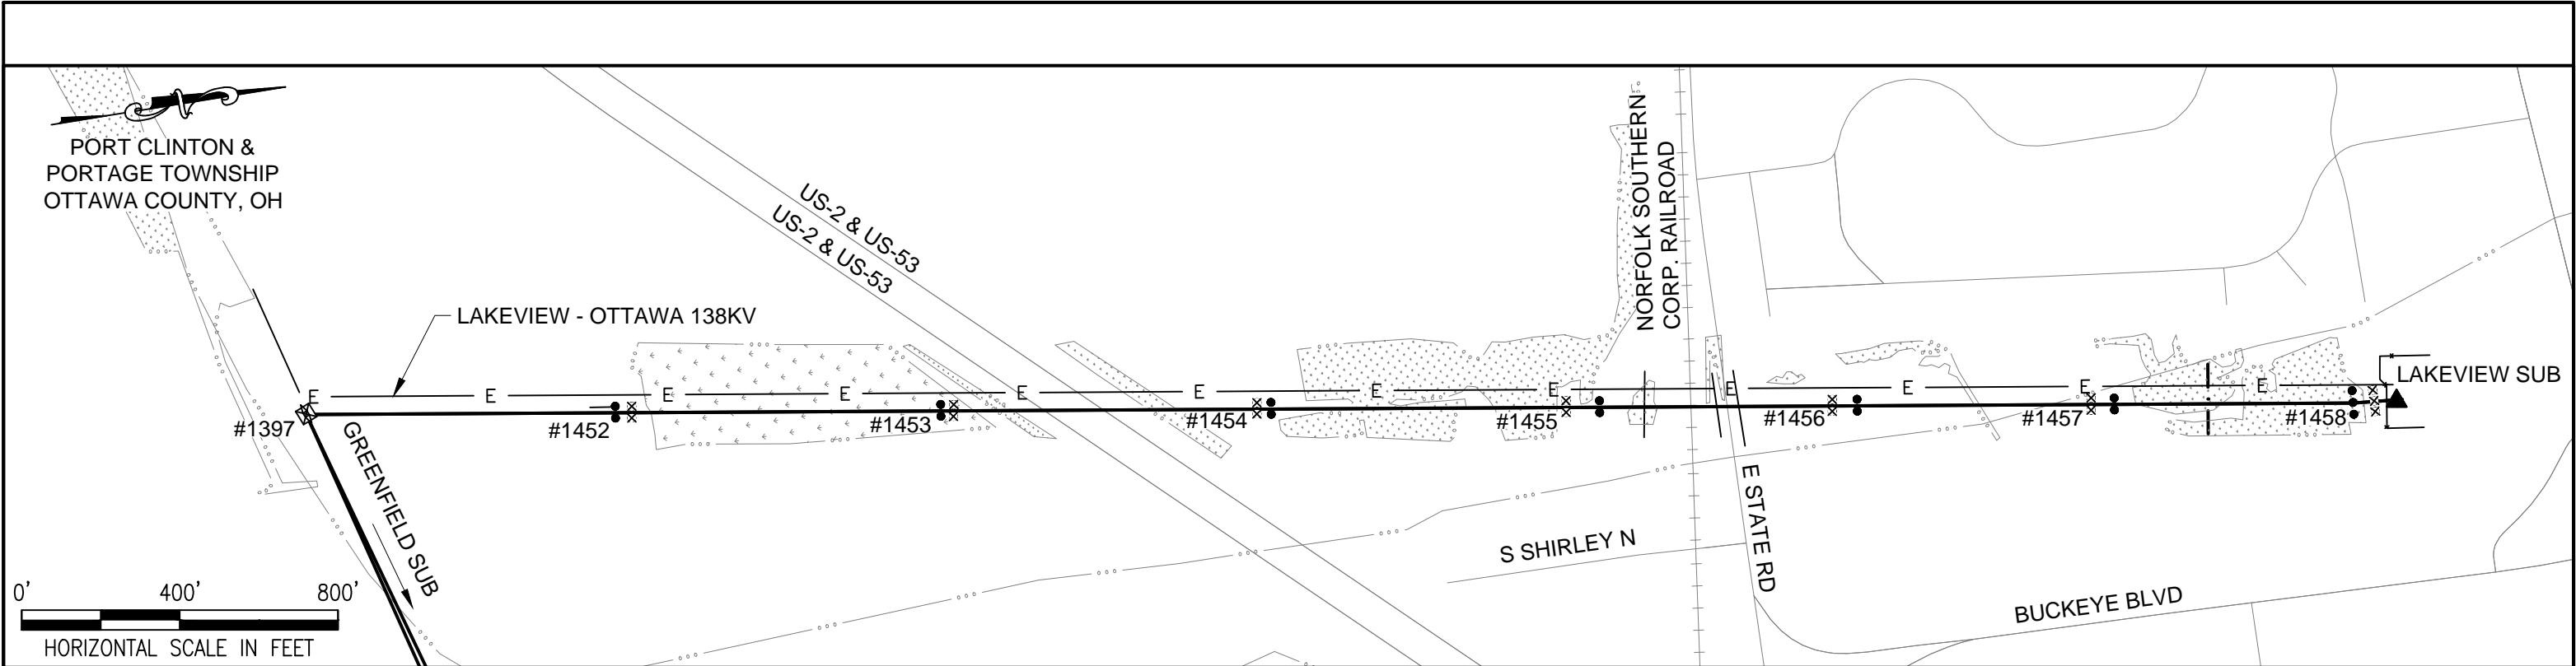 N
PORT CLINTON &
PORTAGE TOWNSHIP
OTTAWA COUNTY, OH
US-2 & US-53
US-2 & US-53
NORFOLK SOUTHERN
CORP. RAILROAD
LAKEVIEW - OTTAWA 138KV
LAKEVIEW SUB
E E E E E E E E E E E E
#1397
#1452
#1453
#1454
#1455
#1456
#1457
#1458
GREENFIELD SUB
E STATE RD
S SHIRLEY N
BUCKEYE BLVD
0' 400' 800'
HORIZONTAL SCALE IN FEET